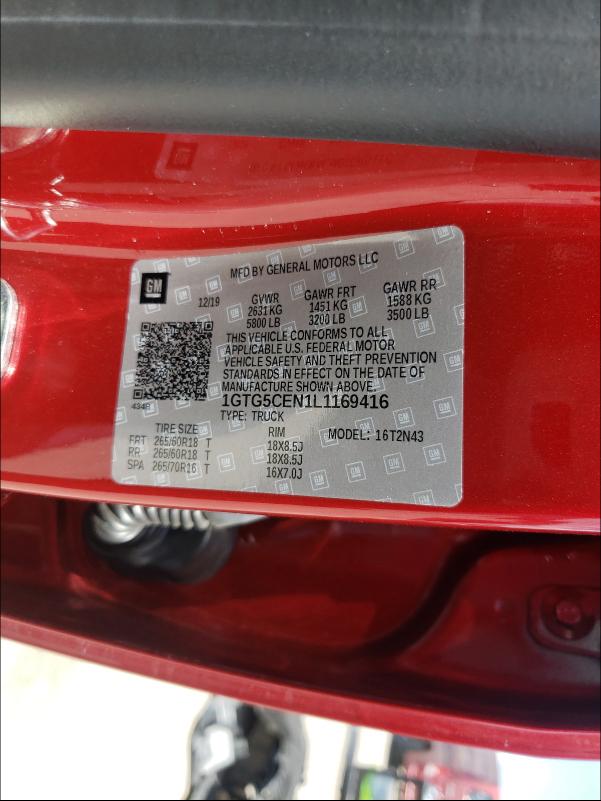 MFD BY GENERAL MOTORS LLC
GM
12/19
GVWR GAWR FRT GAWR RR
2631 KG 1451 KG 1588 KG
5800 LB 3200 LB 3500 LB
THIS VEHICLE CONFORMS TO ALL
APPLICABLE U.S. FEDERAL MOTOR
VEHICLE SAFETY AND THEFT PREVENTION
STANDARDS IN EFFECT ON THE DATE OF
MANUFACTURE SHOWN ABOVE.
1GTG5CEN1L1169416
TYPE: TRUCK
TIRE SIZE RIM MODEL: 16T2N43
FRT 265/60R18 T 18X8.5J
RR 265/60R18 T 18X8.5J
SPA 265/70R16 T 16X7.0J